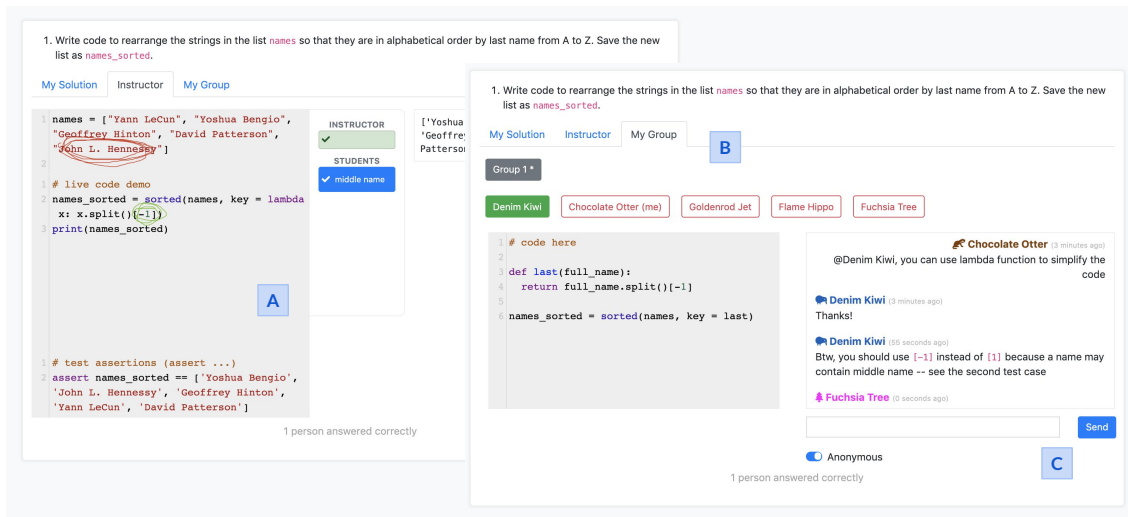 1. Write code to rearrange the strings in the list names so that they are in alphabetical order by last name from A to Z. Save the new
list as names_sorted.
My Solution Instructor My Group
1 names = ["Yann LeCun", "Yoshua Bengio",
"Geoffrey Hinton", "David Patterson",
"John L. Hennessy"]
2
1 # live code demo
2 names_sorted = sorted(names, key = lambda
x: x.split()[-1])
3 print(names_sorted)
A
1 # test assertions (assert ...)
2 assert names_sorted == ['Yoshua Bengio',
'John L. Hennessy', 'Geoffrey Hinton',
'Yann LeCun', 'David Patterson']
INSTRUCTOR
STUDENTS
middle name
['Yoshua
'Geoffrey
Patterson
1 person answered correctly
1. Write code to rearrange the strings in the list names so that they are in alphabetical order by last name from A to Z. Save the new
list as names_sorted.
My Solution Instructor My Group
B
Group 1 *
Denim Kiwi Chocolate Otter (me) Goldenrod Jet Flame Hippo Fuchsia Tree
1 # code here
2
3 def last(full_name):
4 return full_name.split()[-1]
5
6 names_sorted = sorted(names, key = last)
Chocolate Otter (3 minutes ago)
@Denim Kiwi, you can use lambda function to simplify the
code
Denim Kiwi (3 minutes ago)
Thanks!
Denim Kiwi (55 seconds ago)
Btw, you should use [-1] instead of [1] because a name may
contain middle name -- see the second test case
Fuchsia Tree (0 seconds ago)
Send
Anonymous
C
1 person answered correctly